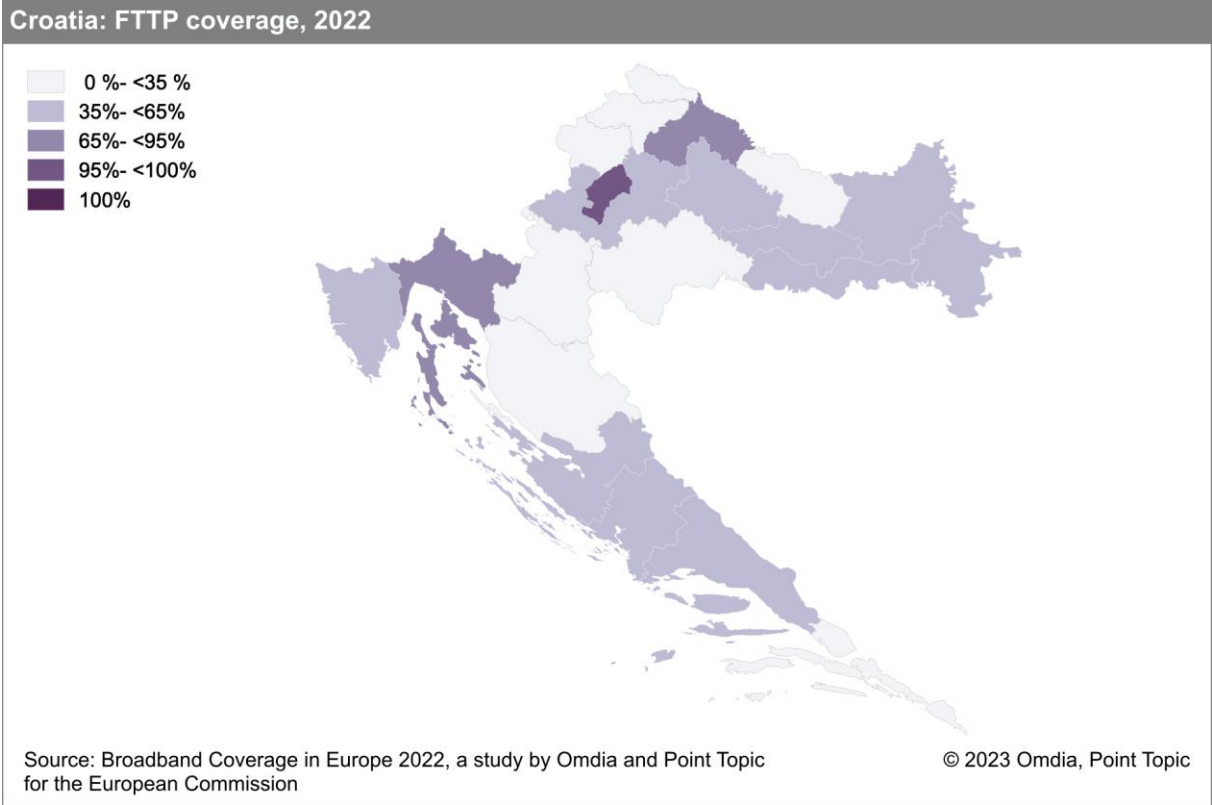 Croatia: FTTP coverage, 2022
0 %- <35 %
35%- <65%
65%- <95%
95%- <100%
100%
Source: Broadband Coverage in Europe 2022, a study by Omdia and Point Topic
for the European Commission
© 2023 Omdia, Point Topic